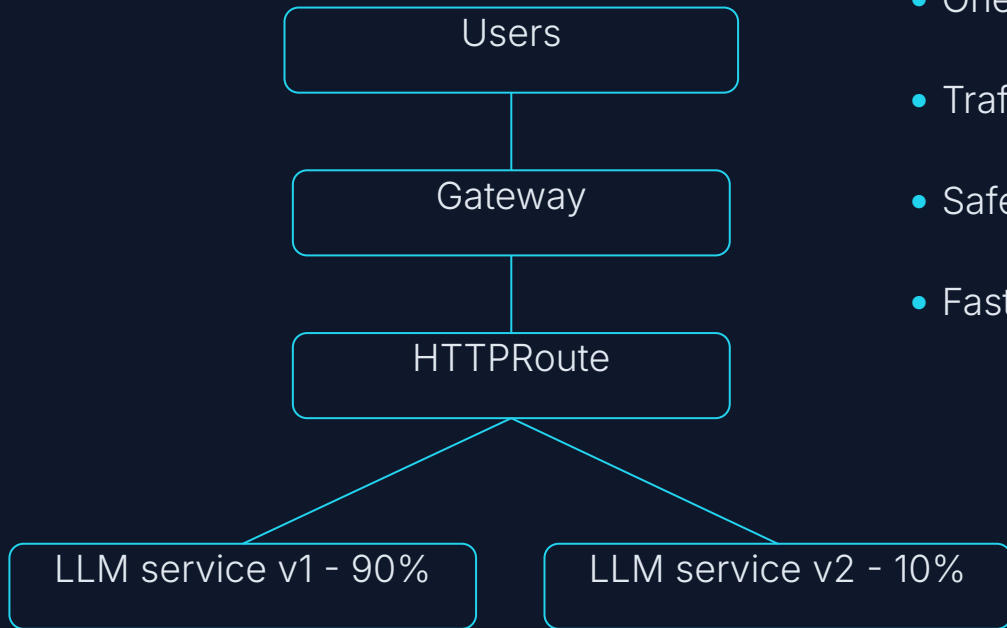 Users
Gateway
HTTPRoute
LLM service v1 - 90%
LLM service v2 - 10%